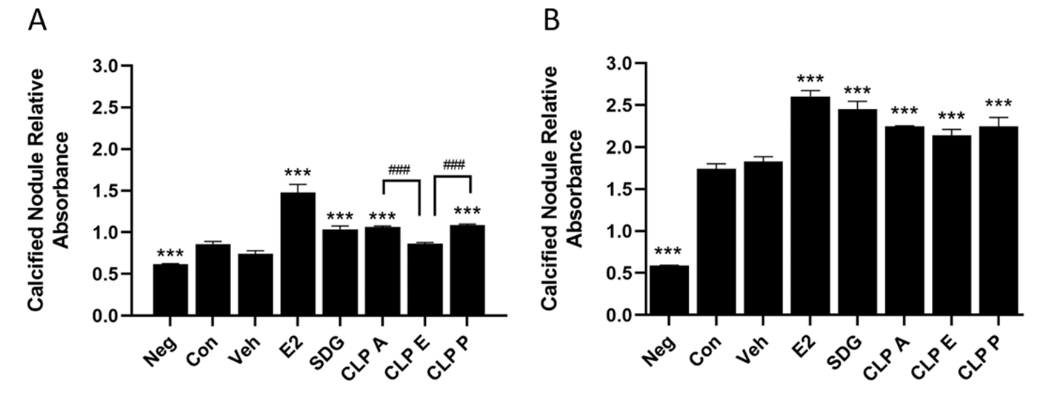 A
Calcified Nodule Relative
Absorbance
3.0
2.5
2.0
1.5
1.0
0.5
0.0
***
***
***
***
***
###
###
Neg
Con
Veh
E2
SDG
CLP A
CLP E
CLP P
B
Calcified Nodule Relative
Absorbance
3.0
2.5
2.0
1.5
1.0
0.5
0.0
***
***
***
***
***
***
Neg
Con
Veh
E2
SDG
CLP A
CLP E
CLP P